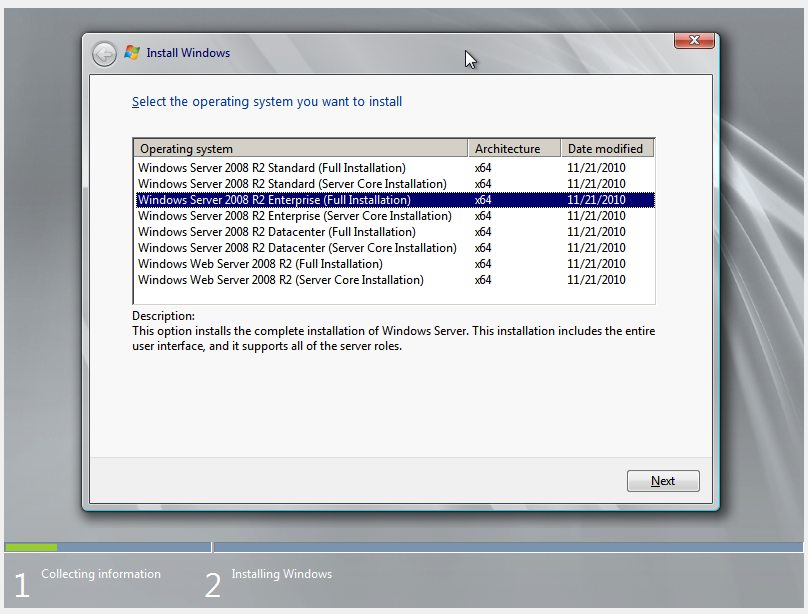 Install Windows
Select the operating system you want to install
Operating system Architecture Date modified
Windows Server 2008 R2 Standard (Full Installation) x64 11/21/2010
Windows Server 2008 R2 Standard (Server Core Installation) x64 11/21/2010
Windows Server 2008 R2 Enterprise (Full Installation) x64 11/21/2010
Windows Server 2008 R2 Enterprise (Server Core Installation) x64 11/21/2010
Windows Server 2008 R2 Datacenter (Full Installation) x64 11/21/2010
Windows Server 2008 R2 Datacenter (Server Core Installation) x64 11/21/2010
Windows Web Server 2008 R2 (Full Installation) x64 11/21/2010
Windows Web Server 2008 R2 (Server Core Installation) x64 11/21/2010
Description:
This option installs the complete installation of Windows Server. This installation includes the entire
user interface, and it supports all of the server roles.
Next
1 Collecting information 2 Installing Windows